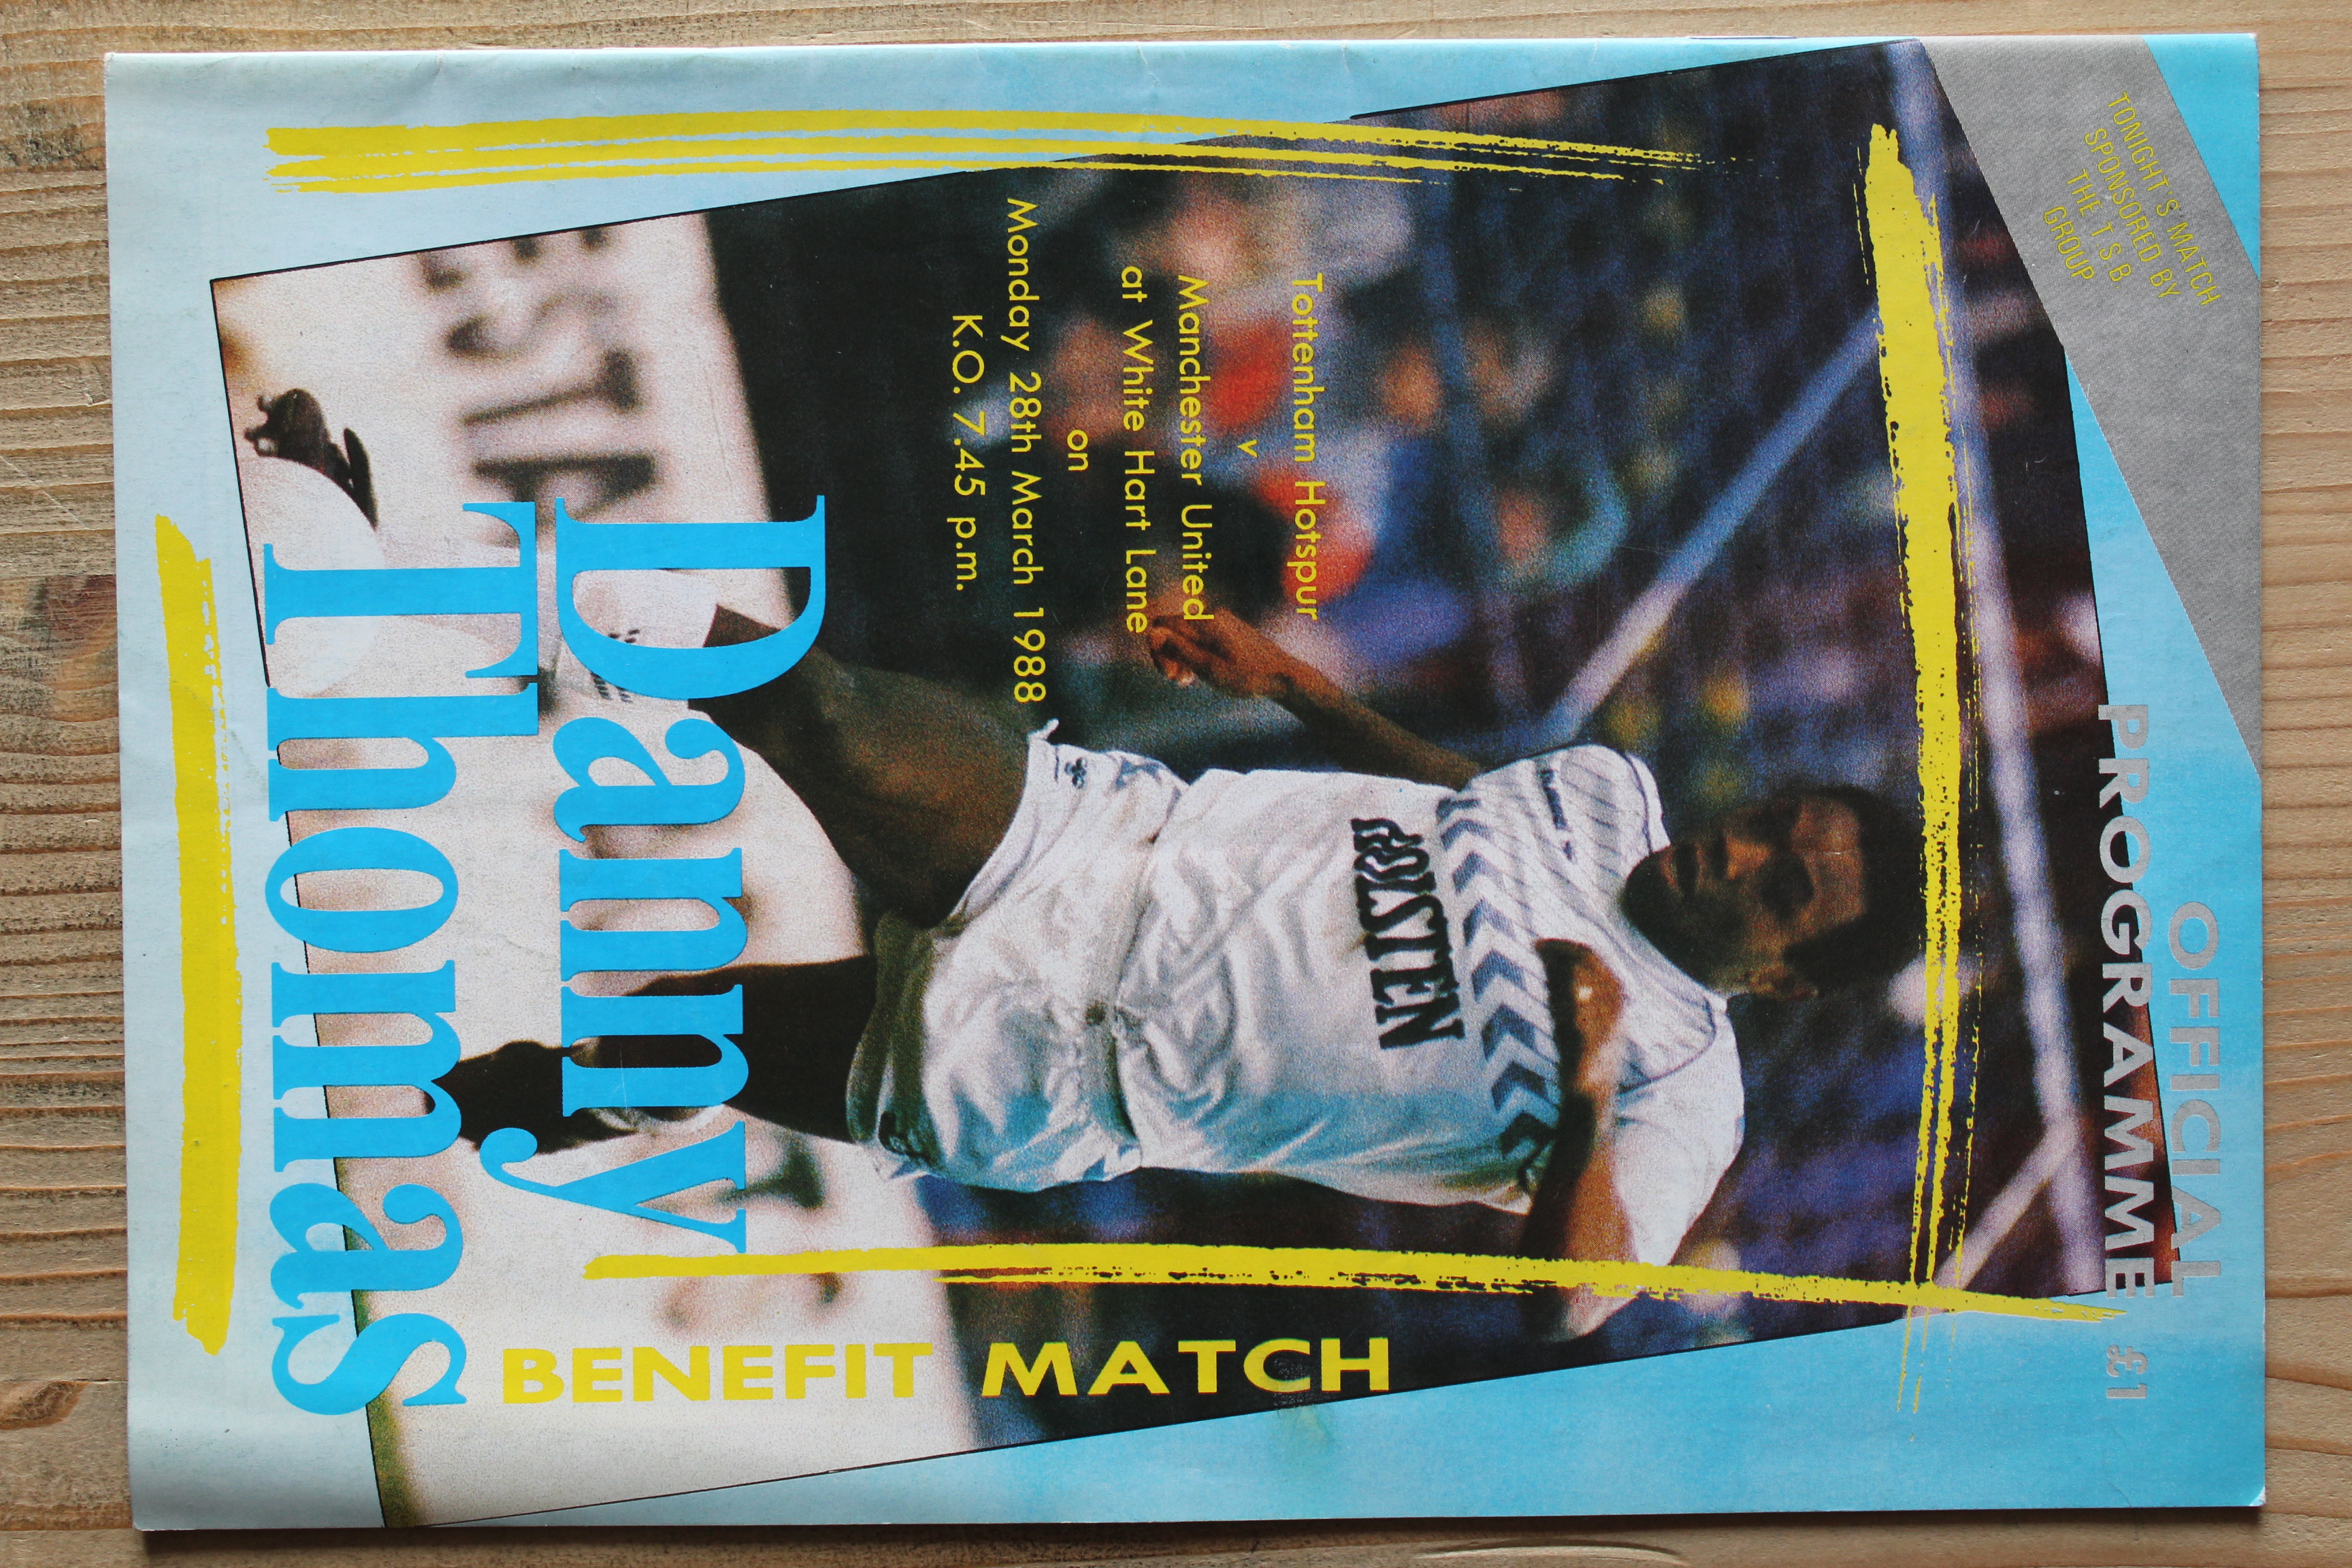 TONIGHT'S MATCH
SPONSORED BY
THE T S B
GROUP
OFFICIAL
PROGRAMME £1
Tottenham Hotspur
v
Manchester United
at White Hart Lane
on
Monday 28th March 1988
K.O. 7.45 p.m.
HOLSTEN
BENEFIT MATCH
Danny
Thomas